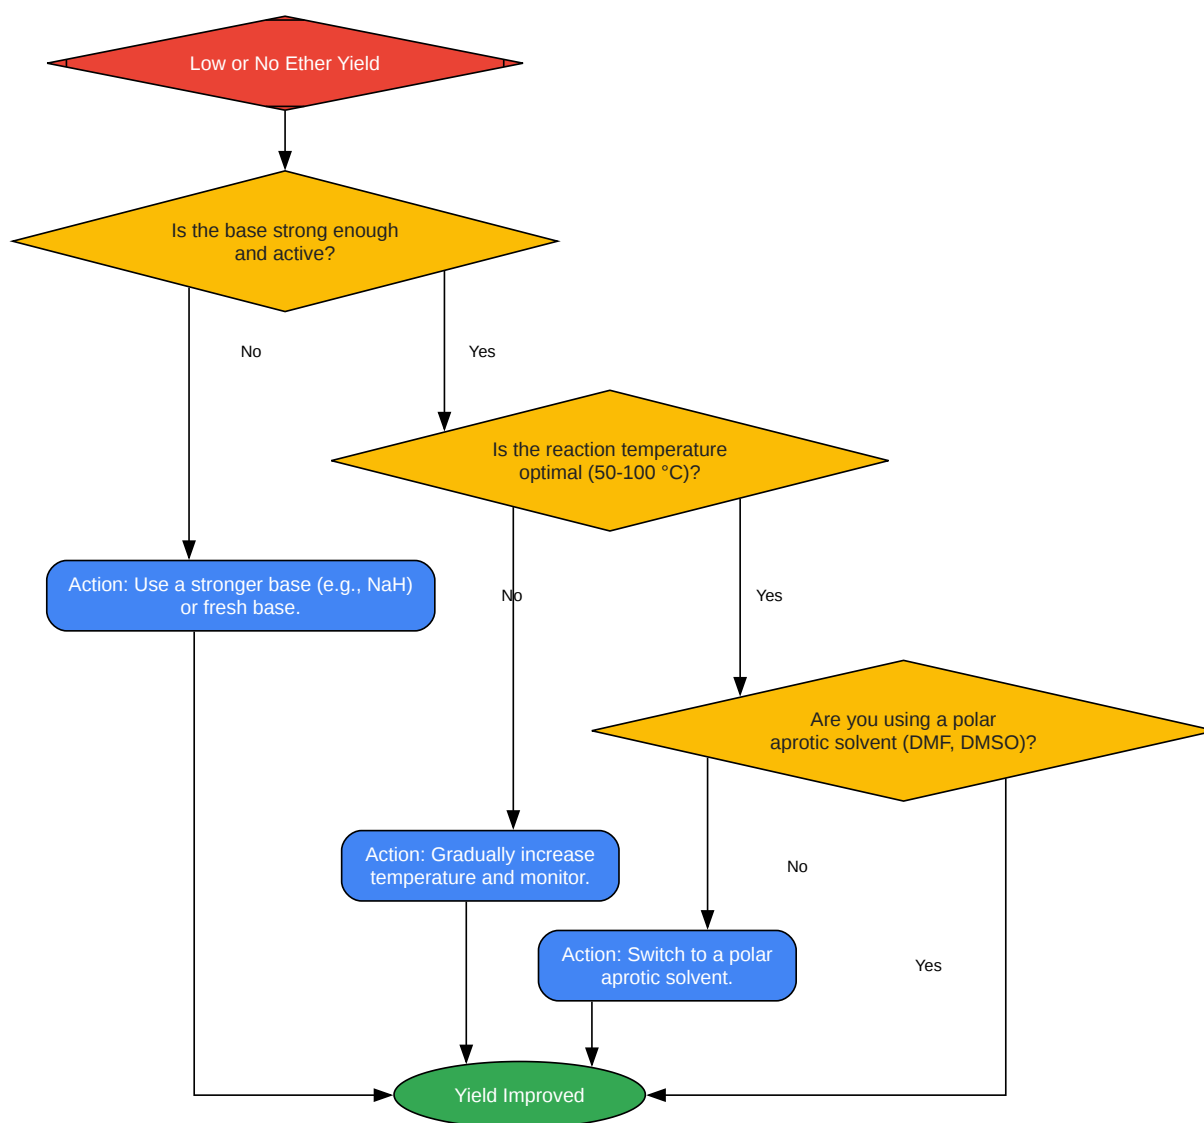 Low or No Ether Yield
Is the base strong enough
and active?
No
Yes
Is the reaction temperature
optimal (50-100 °C)?
Action: Use a stronger base (e.g., NaH)
or fresh base.
No
Yes
Are you using a polar
aprotic solvent (DMF, DMSO)?
Action: Gradually increase
temperature and monitor.
No
Action: Switch to a polar
aprotic solvent.
Yes
Yield Improved